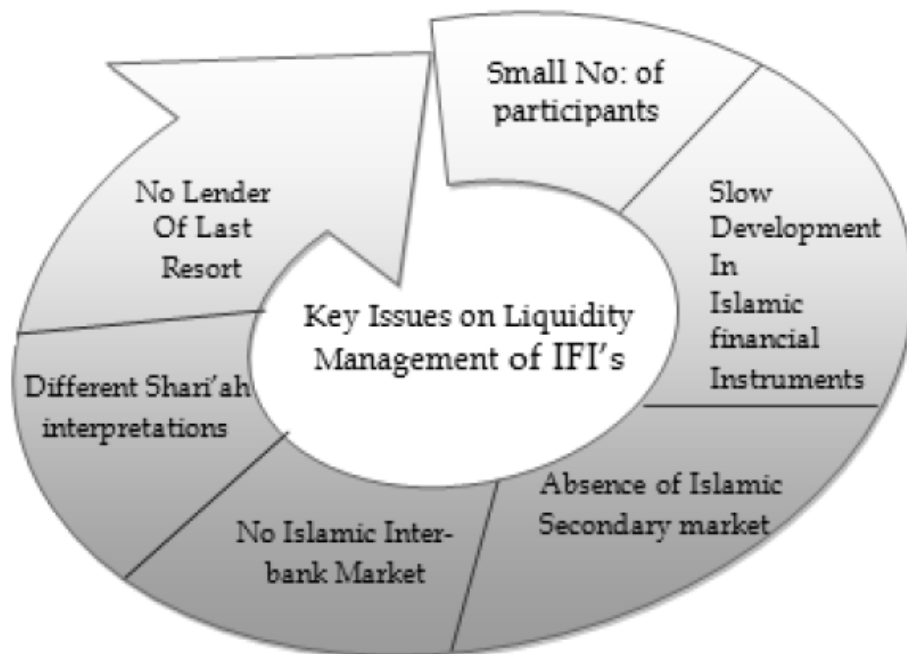 Small No: of
participants
Slow
Development
In
Islamic
financial
Instruments
Absence of Islamic
Secondary market
No Islamic Inter-
bank Market
Different Shari'ah
interpretations
No Lender
Of Last
Resort
Key Issues on Liquidity
Management of IFI's